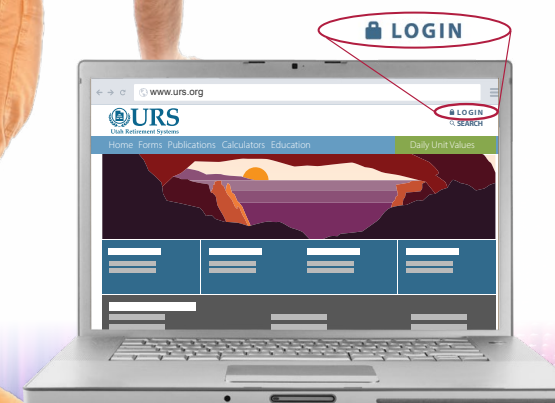 LOGIN
www.urs.org
LOGIN
SEARCH
URS
Utah Retirement Systems
Home Forms Publications Calculators Education
Daily Unit Values